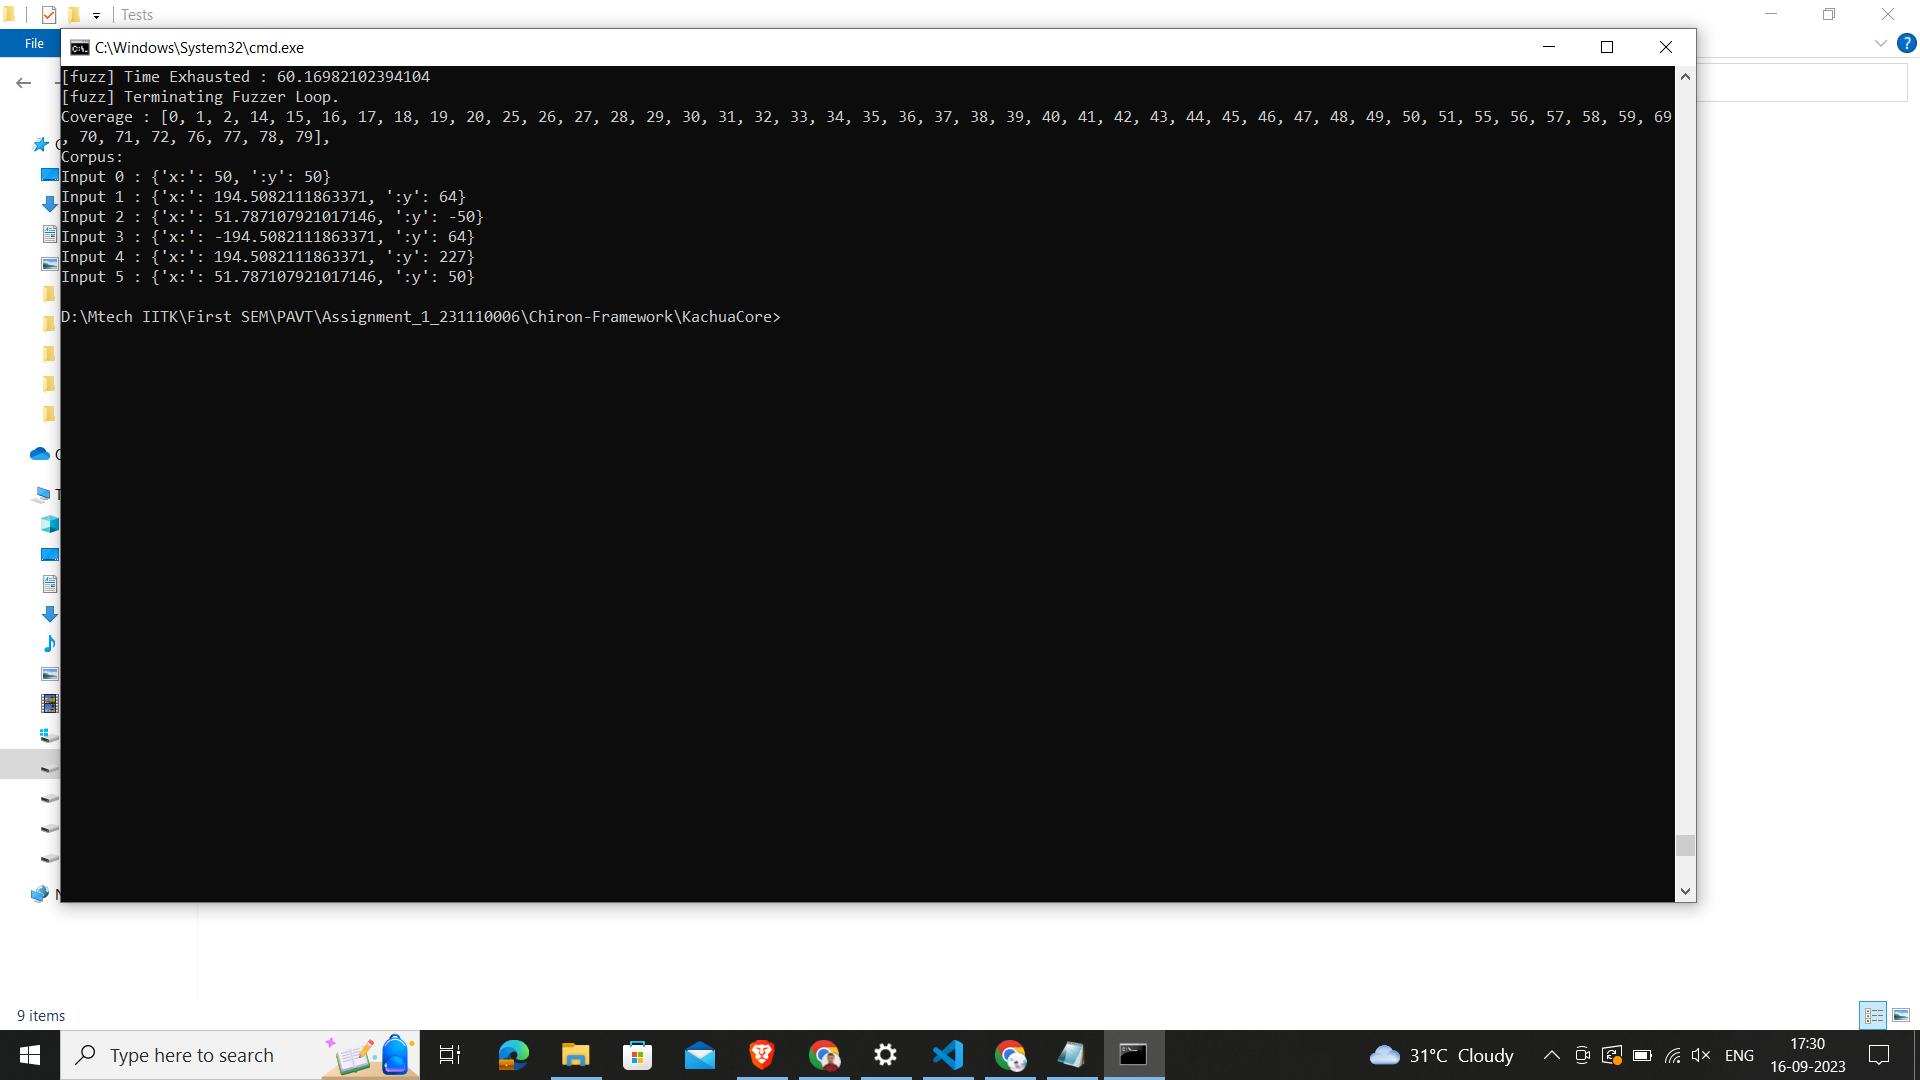 Tests
File
C:\Windows\System32\cmd.exe
[fuzz] Time Exhausted : 60.16982102394104
[fuzz] Terminating Fuzzer Loop.
Coverage : [0, 1, 2, 14, 15, 16, 17, 18, 19, 20, 25, 26, 27, 28, 29, 30, 31, 32, 33, 34, 35, 36, 37, 38, 39, 40, 41, 42, 43, 44, 45, 46, 47, 48, 49, 50, 51, 55, 56, 57, 58, 59, 69
, 70, 71, 72, 76, 77, 78, 79],
Corpus:
Input 0 : {'x:': 50, ':y': 50}
Input 1 : {'x:': 194.5082111863371, ':y': 64}
Input 2 : {'x:': 51.787107921017146, ':y': -50}
Input 3 : {'x:': -194.5082111863371, ':y': 64}
Input 4 : {'x:': 194.5082111863371, ':y': 227}
Input 5 : {'x:': 51.787107921017146, ':y': 50}
D:\Mtech IITK\First SEM\PAVT\Assignment_1_231110006\Chiron-Framework\KachuaCore>
9 items
Type here to search
31°C Cloudy
ENG
17:30
16-09-2023